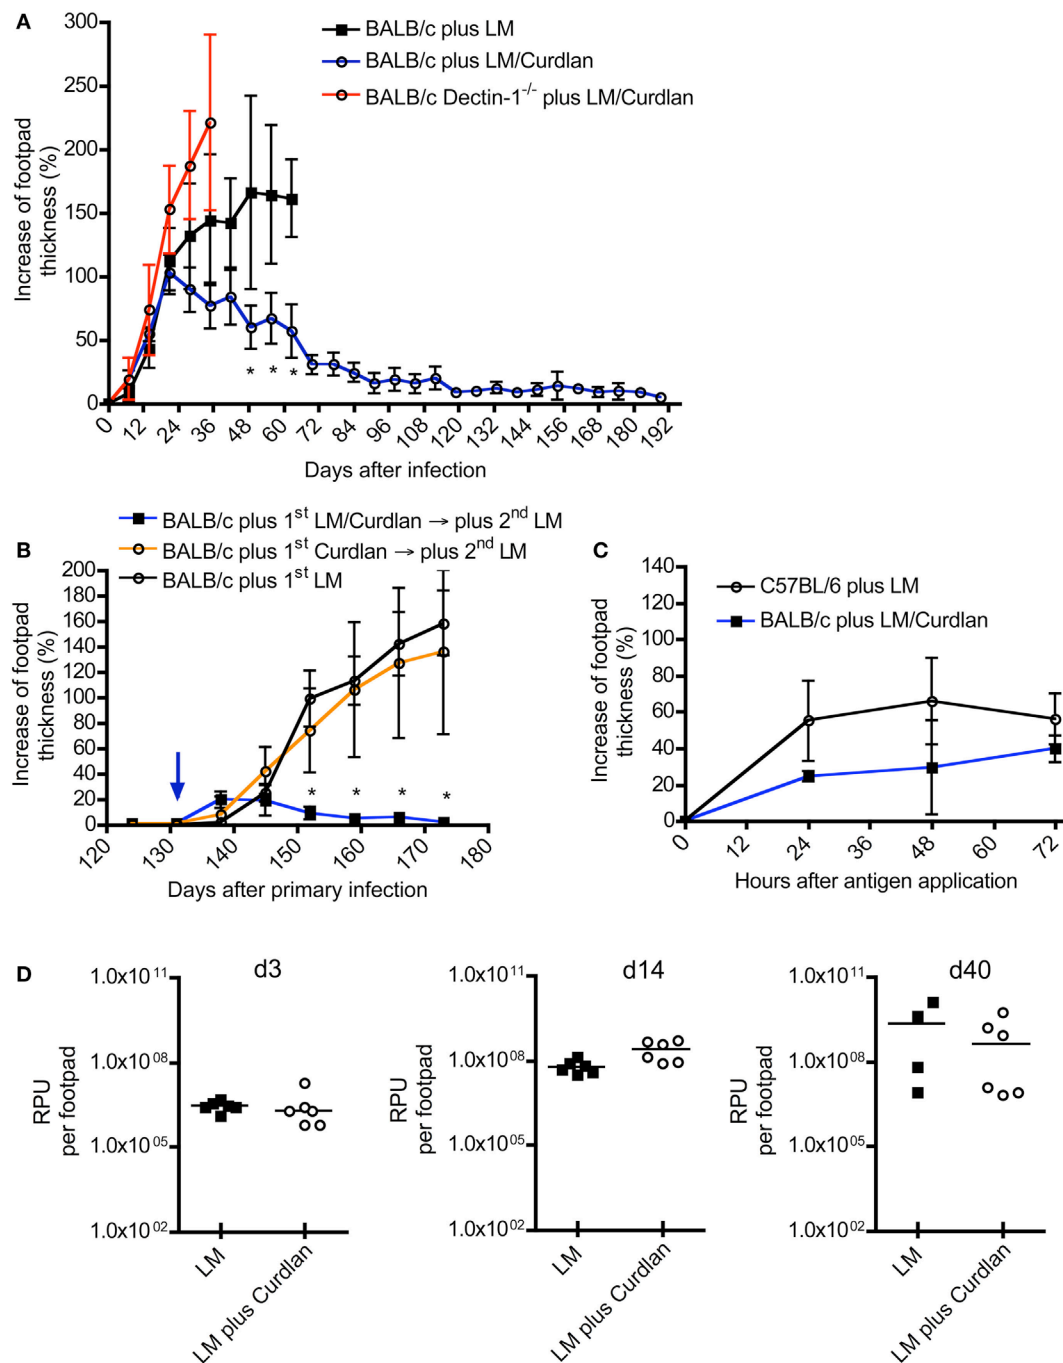 A
BALB/c plus LM
BALB/c plus LM/Curdlan
BALB/c Dectin-1-/- plus LM/Curdlan
Increase of footpad
thickness (%)
300
250
200
150
100
50
0
* * *
0 12 24 36 48 60 72 84 96 108 120 132 144 156 168 180 192
Days after infection
B
BALB/c plus 1st LM/Curdlan → plus 2nd LM
BALB/c plus 1st Curdlan → plus 2nd LM
BALB/c plus 1st LM
Increase of footpad
thickness (%)
200
180
160
140
120
100
80
60
40
20
0
* * * *
120 130 140 150 160 170 180
Days after primary infection
C
C57BL/6 plus LM
BALB/c plus LM/Curdlan
Increase of footpad
thickness (%)
140
120
100
80
60
40
20
0
0 12 24 36 48 60 72
Hours after antigen application
D
d3
RPU
per footpad
1.0x10^11
1.0x10^08
1.0x10^05
1.0x10^02
LM
LM plus Curdlan
d14
RPU
per footpad
1.0x10^11
1.0x10^08
1.0x10^05
1.0x10^02
LM
LM plus Curdlan
d40
RPU
per footpad
1.0x10^11
1.0x10^08
1.0x10^05
1.0x10^02
LM
LM plus Curdlan